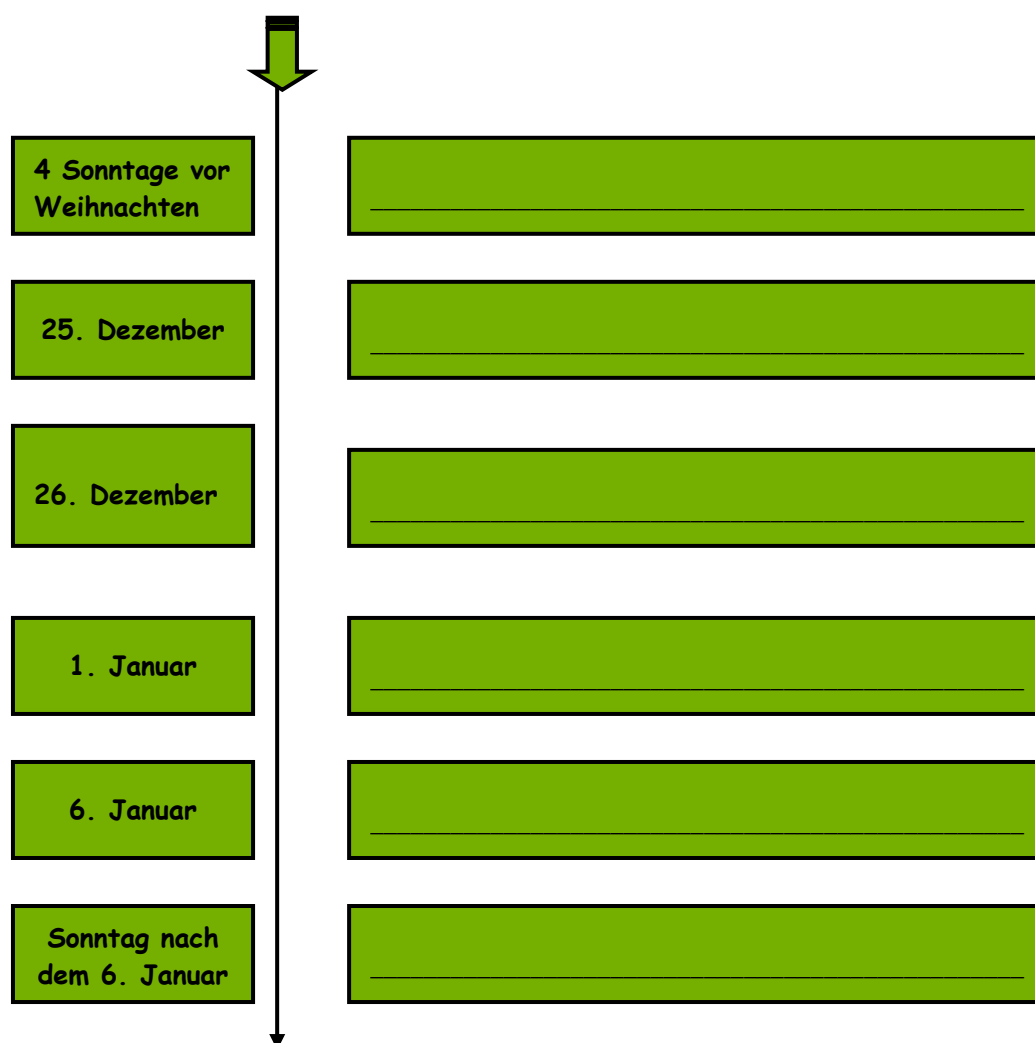 4 Sonntage vor
Weihnachten
25. Dezember
26. Dezember
1. Januar
6. Januar
Sonntag nach
dem 6. Januar